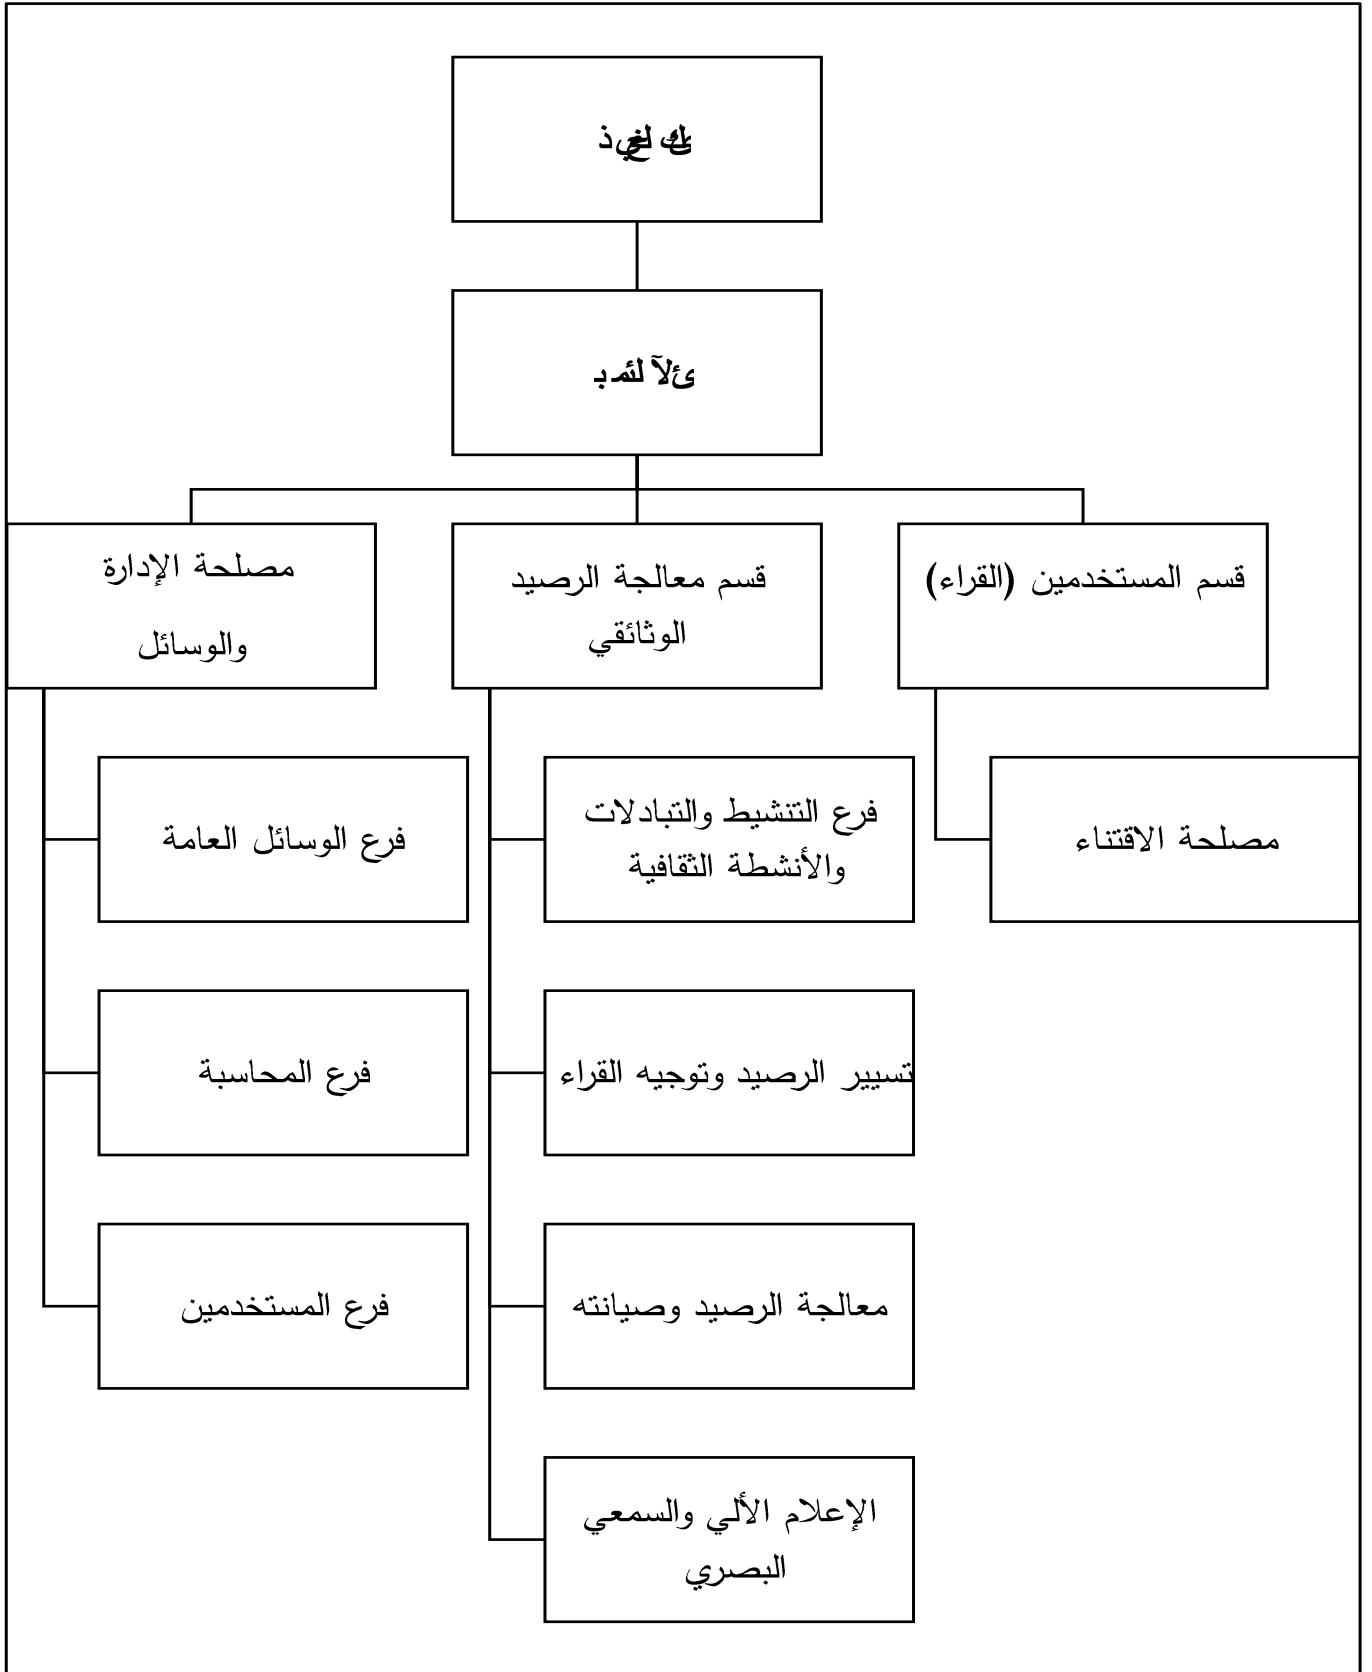 قسم المستخدمين (القراء)
قسم معالجة الرصيد
الوثائقي
مصلحة الإدارة
والوسائل
مصلحة الاقتناء
فرع التنشيط والتبادلات
والأنشطة الثقافية
فرع الوسائل العامة
تسيير الرصيد وتوجيه القراء
فرع المحاسبة
معالجة الرصيد وصيانته
فرع المستخدمين
الإعلام الألي والسمعي
البصري